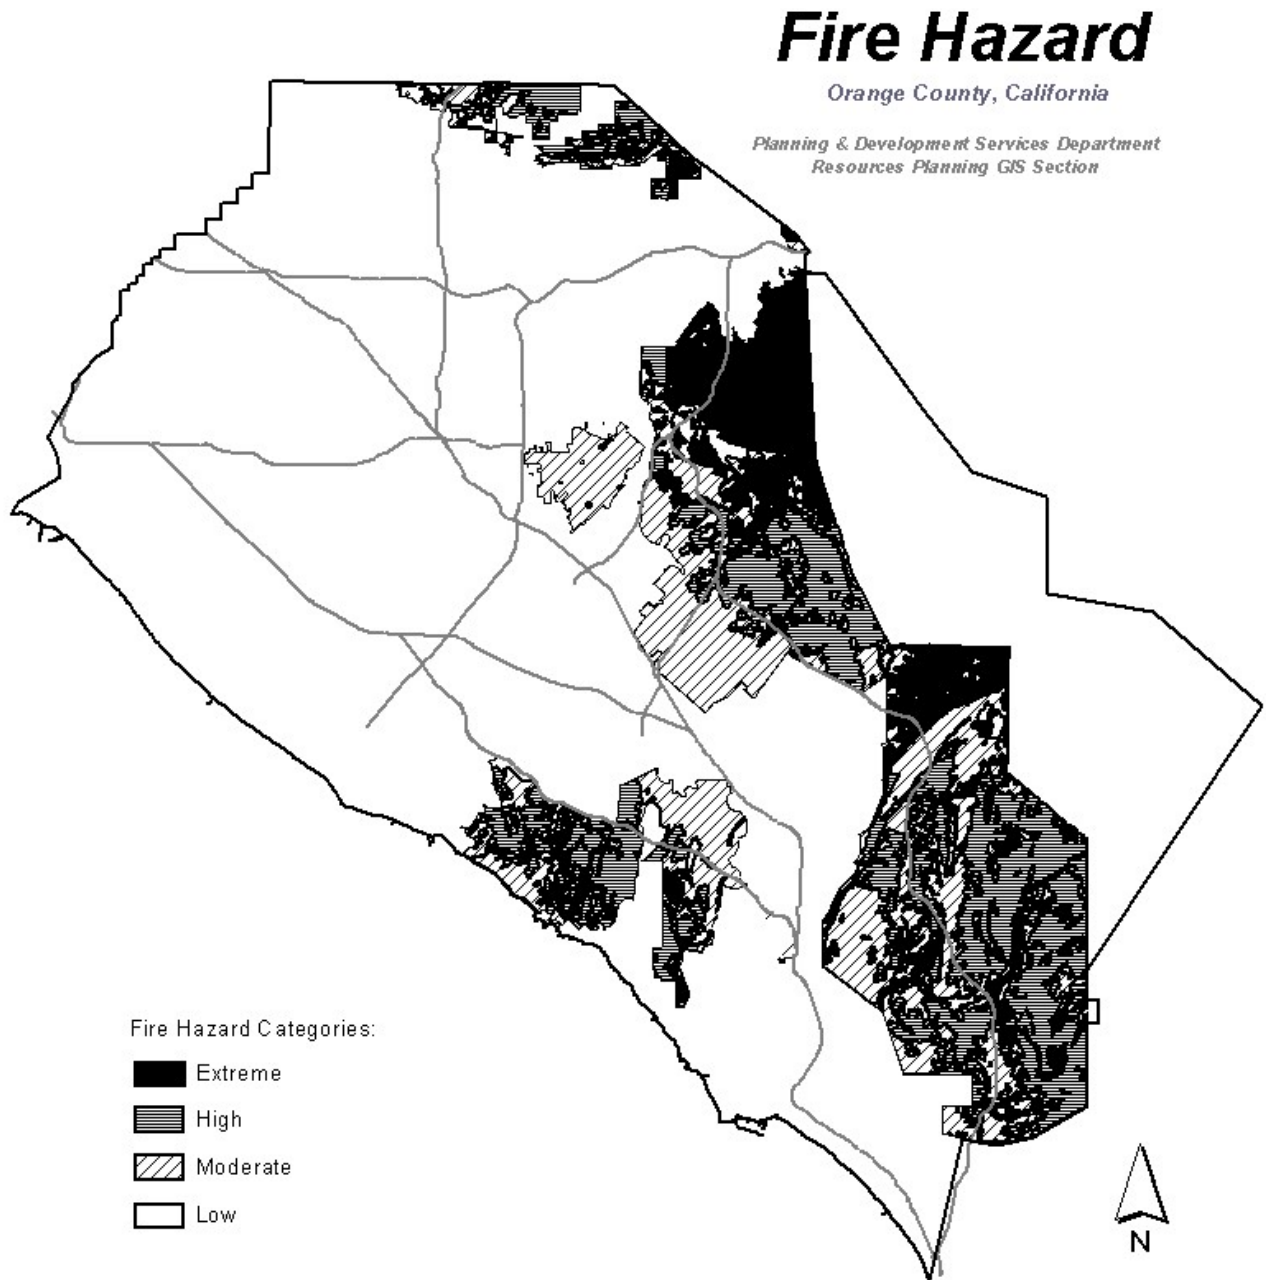 Fire Hazard
Orange County, California
Planning & Development Services Department
Resources Planning GIS Section
Fire Hazard Categories:
Extreme
High
Moderate
Low
N